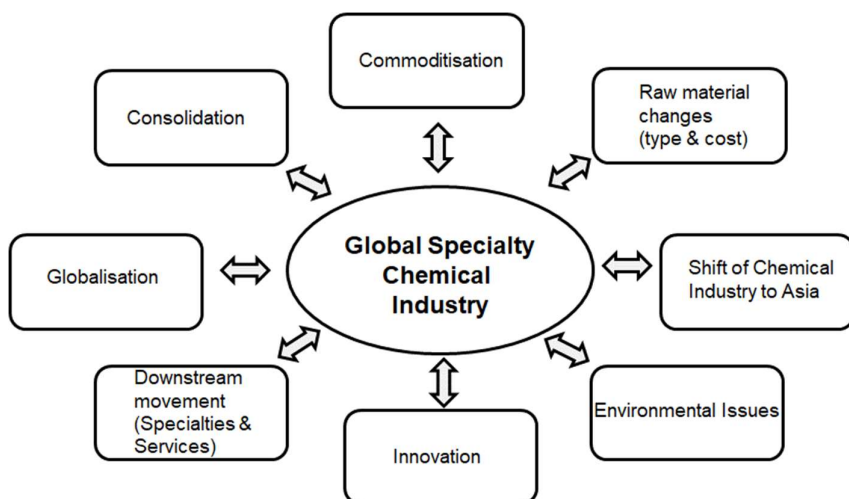 Commoditisation
Consolidation
Raw material
changes
(type & cost)
Global Specialty
Chemical
Industry
Globalisation
Shift of Chemical
Industry to Asia
Downstream
movement
(Specialties &
Services)
Environmental Issues
Innovation